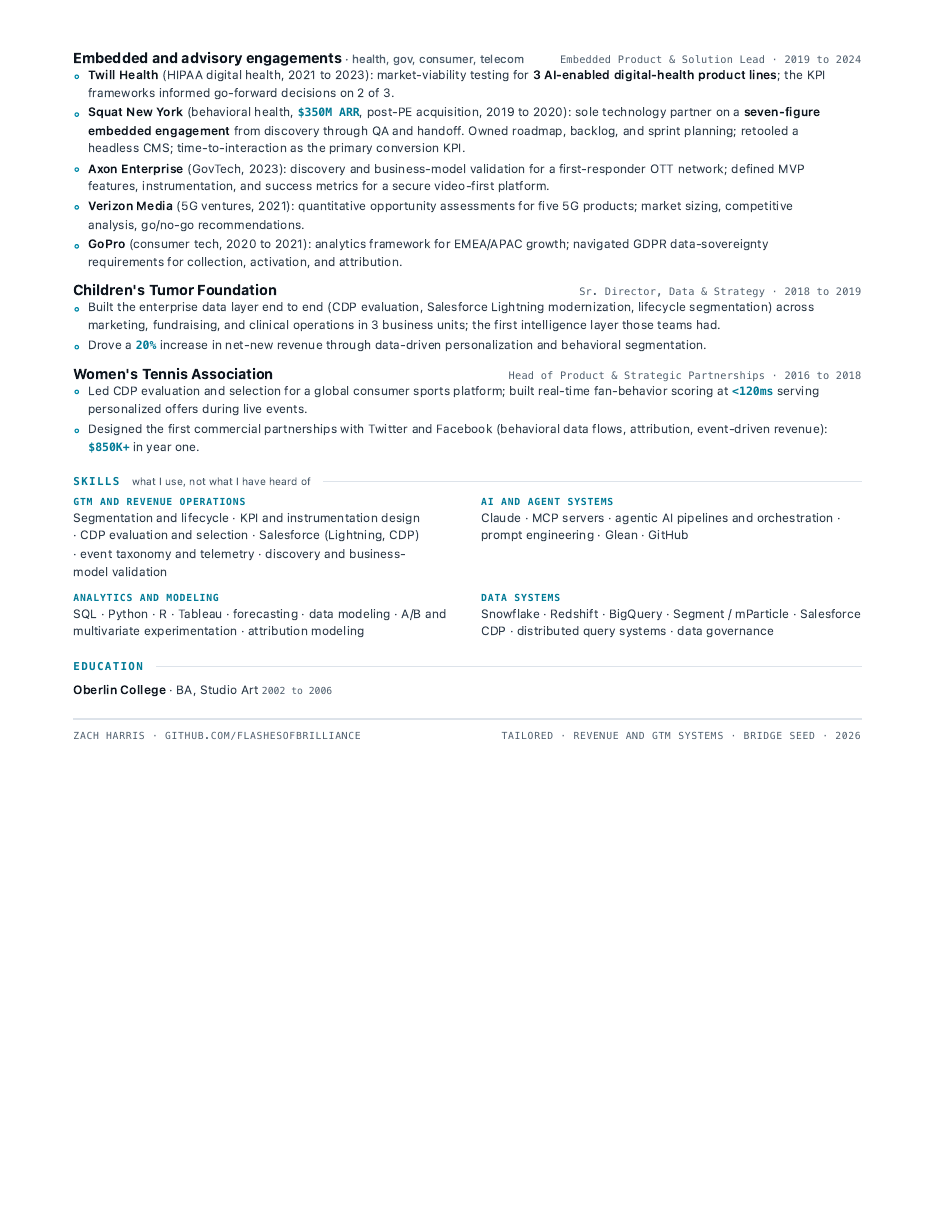 Embedded and advisory engagements · health, gov, consumer, telecom Embedded Product & Solution Lead · 2019 to 2024
Twill Health (HIPAA digital health, 2021 to 2023): market-viability testing for 3 AI-enabled digital-health product lines; the KPI
frameworks informed go-forward decisions on 2 of 3.
Squat New York (behavioral health, $350M ARR, post-PE acquisition, 2019 to 2020): sole technology partner on a seven-figure
embedded engagement from discovery through QA and handoff. Owned roadmap, backlog, and sprint planning; retooled a
headless CMS; time-to-interaction as the primary conversion KPI.
Axon Enterprise (GovTech, 2023): discovery and business-model validation for a first-responder OTT network; defined MVP
features, instrumentation, and success metrics for a secure video-first platform.
Verizon Media (5G ventures, 2021): quantitative opportunity assessments for five 5G products; market sizing, competitive
analysis, go/no-go recommendations.
GoPro (consumer tech, 2020 to 2021): analytics framework for EMEA/APAC growth; navigated GDPR data-sovereignty
requirements for collection, activation, and attribution.
Children's Tumor Foundation Sr. Director, Data & Strategy · 2018 to 2019
Built the enterprise data layer end to end (CDP evaluation, Salesforce Lightning modernization, lifecycle segmentation) across
marketing, fundraising, and clinical operations in 3 business units; the first intelligence layer those teams had.
Drove a 20% increase in net-new revenue through data-driven personalization and behavioral segmentation.
Women's Tennis Association Head of Product & Strategic Partnerships · 2016 to 2018
Led CDP evaluation and selection for a global consumer sports platform; built real-time fan-behavior scoring at <120ms serving
personalized offers during live events.
Designed the first commercial partnerships with Twitter and Facebook (behavioral data flows, attribution, event-driven revenue):
$850K+ in year one.
SKILLS what I use, not what I have heard of
GTM AND REVENUE OPERATIONS
Segmentation and lifecycle · KPI and instrumentation design
· CDP evaluation and selection · Salesforce (Lightning, CDP)
· event taxonomy and telemetry · discovery and business-
model validation
AI AND AGENT SYSTEMS
Claude · MCP servers · agentic AI pipelines and orchestration ·
prompt engineering · Glean · GitHub
ANALYTICS AND MODELING
SQL · Python · R · Tableau · forecasting · data modeling · A/B and
multivariate experimentation · attribution modeling
DATA SYSTEMS
Snowflake · Redshift · BigQuery · Segment / mParticle · Salesforce
CDP · distributed query systems · data governance
EDUCATION
Oberlin College · BA, Studio Art 2002 to 2006
ZACH HARRIS · GITHUB.COM/FLASHESOFBRILLIANCE TAILORED · REVENUE AND GTM SYSTEMS · BRIDGE SEED · 2026